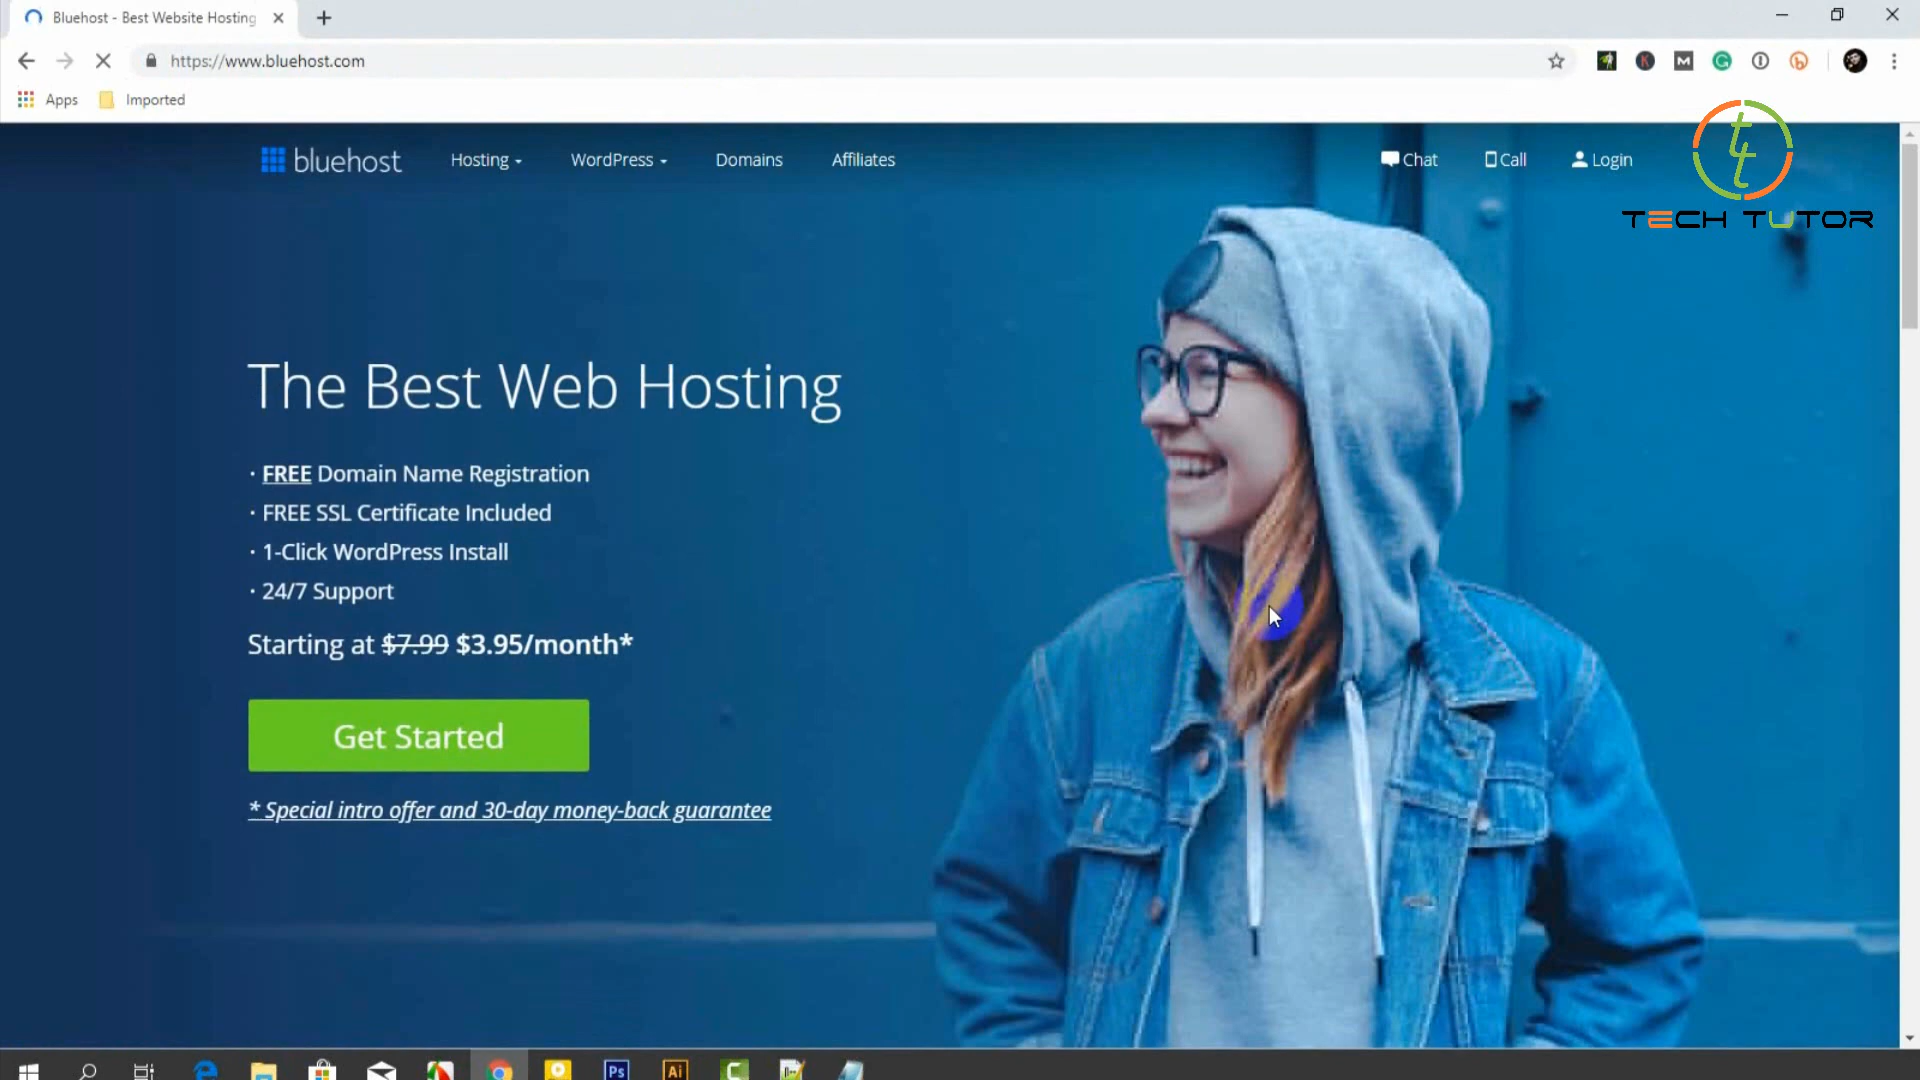 Bluehost - Best Website Hosting
https://www.bluehost.com
Apps
Imported
bluehost
Hosting
WordPress
Domains
Affiliates
Chat
Call
Login
TECH TUTOR
The Best Web Hosting
· FREE Domain Name Registration
· FREE SSL Certificate Included
· 1-Click WordPress Install
· 24/7 Support
Starting at $7.99 $3.95/month*
Get Started
* Special intro offer and 30-day money-back guarantee
Ps
Ai